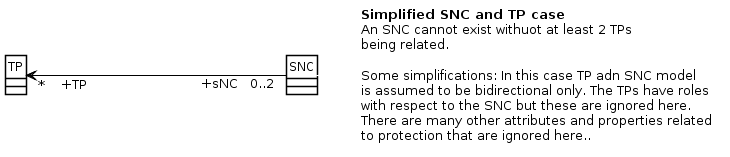 Simplified SNC and TP case
An SNC cannot exist withuot at least 2 TPs
being related.
TP
SNC
* +TP
+sNC 0..2
Some simplifications: In this case TP adn SNC model
is assumed to be bidirectional only. The TPs have roles
with respect to the SNC but these are ignored here.
There are many other attributes and properties related
to protection that are ignored here..